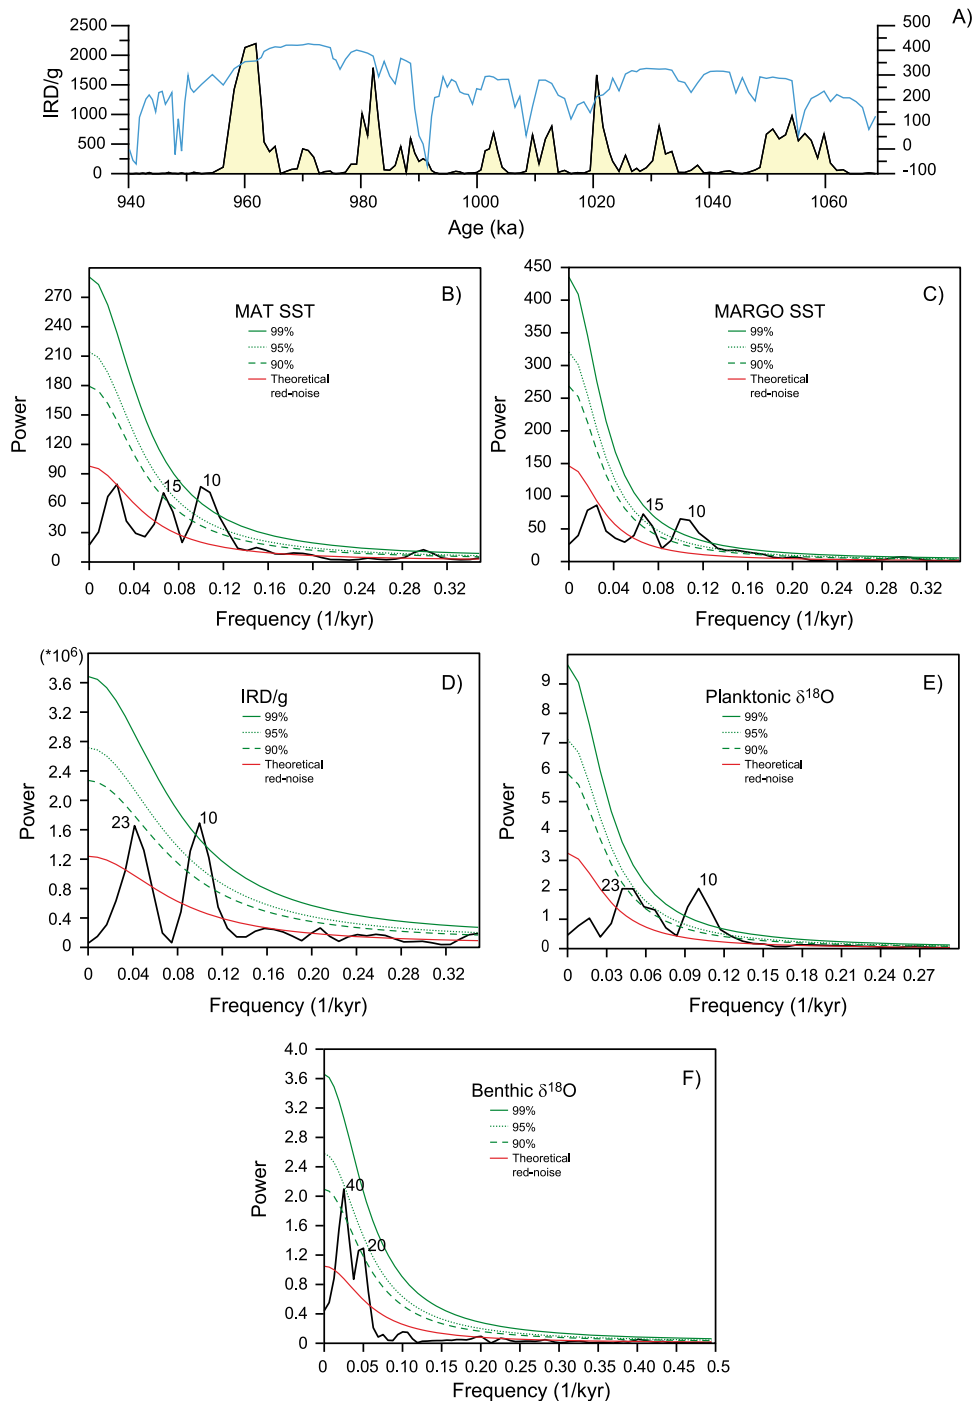 A)
2500
2000
1500
1000
500
0
IRD/g
500
400
300
200
100
0
-100
940 960 980 1000 1020 1040 1060
Age (ka)
B)
MAT SST
99%
95%
90%
Theoretical
red-noise
270
240
210
180
150
120
90
60
30
0
Power
15
10
0 0.04 0.08 0.12 0.16 0.20 0.24 0.28 0.32
Frequency (1/kyr)
C)
MARGO SST
99%
95%
90%
Theoretical
red-noise
450
400
350
300
250
200
150
100
50
0
Power
15
10
0 0.04 0.08 0.12 0.16 0.20 0.24 0.28 0.32
Frequency (1/kyr)
(*10⁶)
D)
IRD/g
99%
95%
90%
Theoretical
red-noise
3.6
3.2
2.8
2.4
2.0
1.6
1.2
0.8
0.4
0
Power
23
10
0 0.04 0.08 0.12 0.16 0.20 0.24 0.28 0.32
Frequency (1/kyr)
E)
Planktonic δ¹⁸O
99%
95%
90%
Theoretical
red-noise
9
8
7
6
5
4
3
2
1
0
Power
23
10
0 0.03 0.06 0.09 0.12 0.15 0.18 0.21 0.24 0.27
Frequency (1/kyr)
F)
Benthic δ¹⁸O
99%
95%
90%
Theoretical
red-noise
4.0
3.6
3.2
2.8
2.4
2.0
1.6
1.2
0.8
0.4
0
Power
40
20
0 0.05 0.10 0.15 0.20 0.25 0.30 0.35 0.40 0.45 0.5
Frequency (1/kyr)